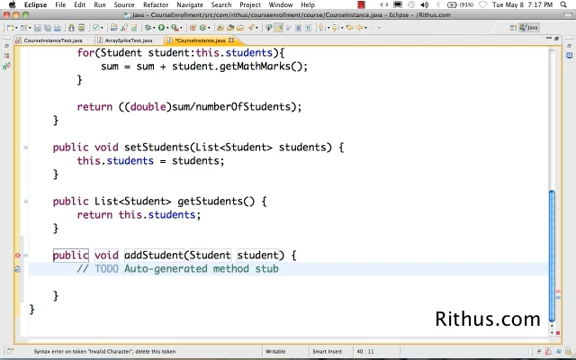 Eclipse File Edit Source Refactor Navigate Search Project Run Window Help (93%) Tue May 8 7:17 PM
Java - CourseEnrollment/src/com/rithus/courseenrollment/course/CourseInstance.java - Eclipse - /Rithus.com
CourseInstanceTest.java ArraySpikeTest.java *CourseInstance.java
for(Student student:this.students){
sum = sum + student.getMathMarks();
}
return ((double)sum/numberOfStudents);
}
public void setStudents(List<Student> students) {
this.students = students;
}
public List<Student> getStudents() {
return this.students;
}
public void addStudent(Student student) {
// TODO Auto-generated method stub
}
}
Rithus.com
Syntax error on token "Invalid Character", delete this token Writable Smart Insert 40 : 11